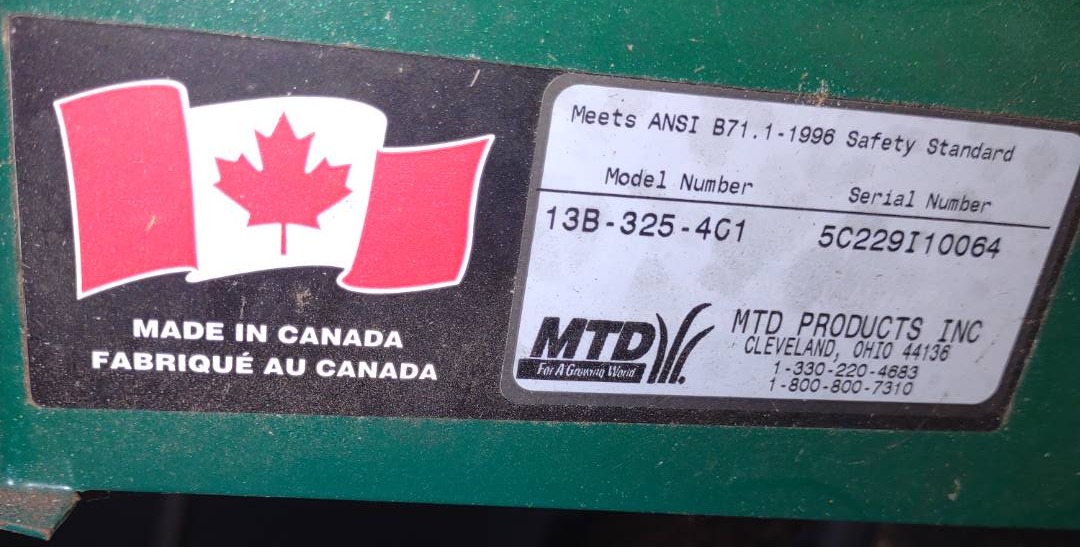 MADE IN CANADA
FABRIQUÉ AU CANADA
Meets ANSI B71.1-1996 Safety Standard
Model Number Serial Number
13B-325-401 5C229I10064
MTD
For A Growing World.
MTD PRODUCTS INC
CLEVELAND, OHIO 44136
1-330-220-4683
1-800-800-7310